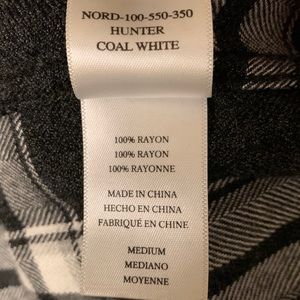 NORD-100-550-350
HUNTER
COAL WHITE
100% RAYON
100% RAYON
100% RAYONNE
MADE IN CHINA
HECHO EN CHINA
FABRIQUÉ EN CHINE
MEDIUM
MEDIANO
MOYENNE